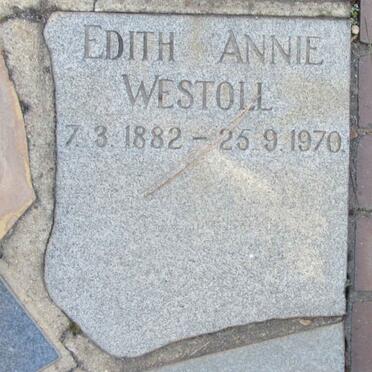 EDITH ANNIE
WESTOLL
7.3.1882 - 25.9.1970.